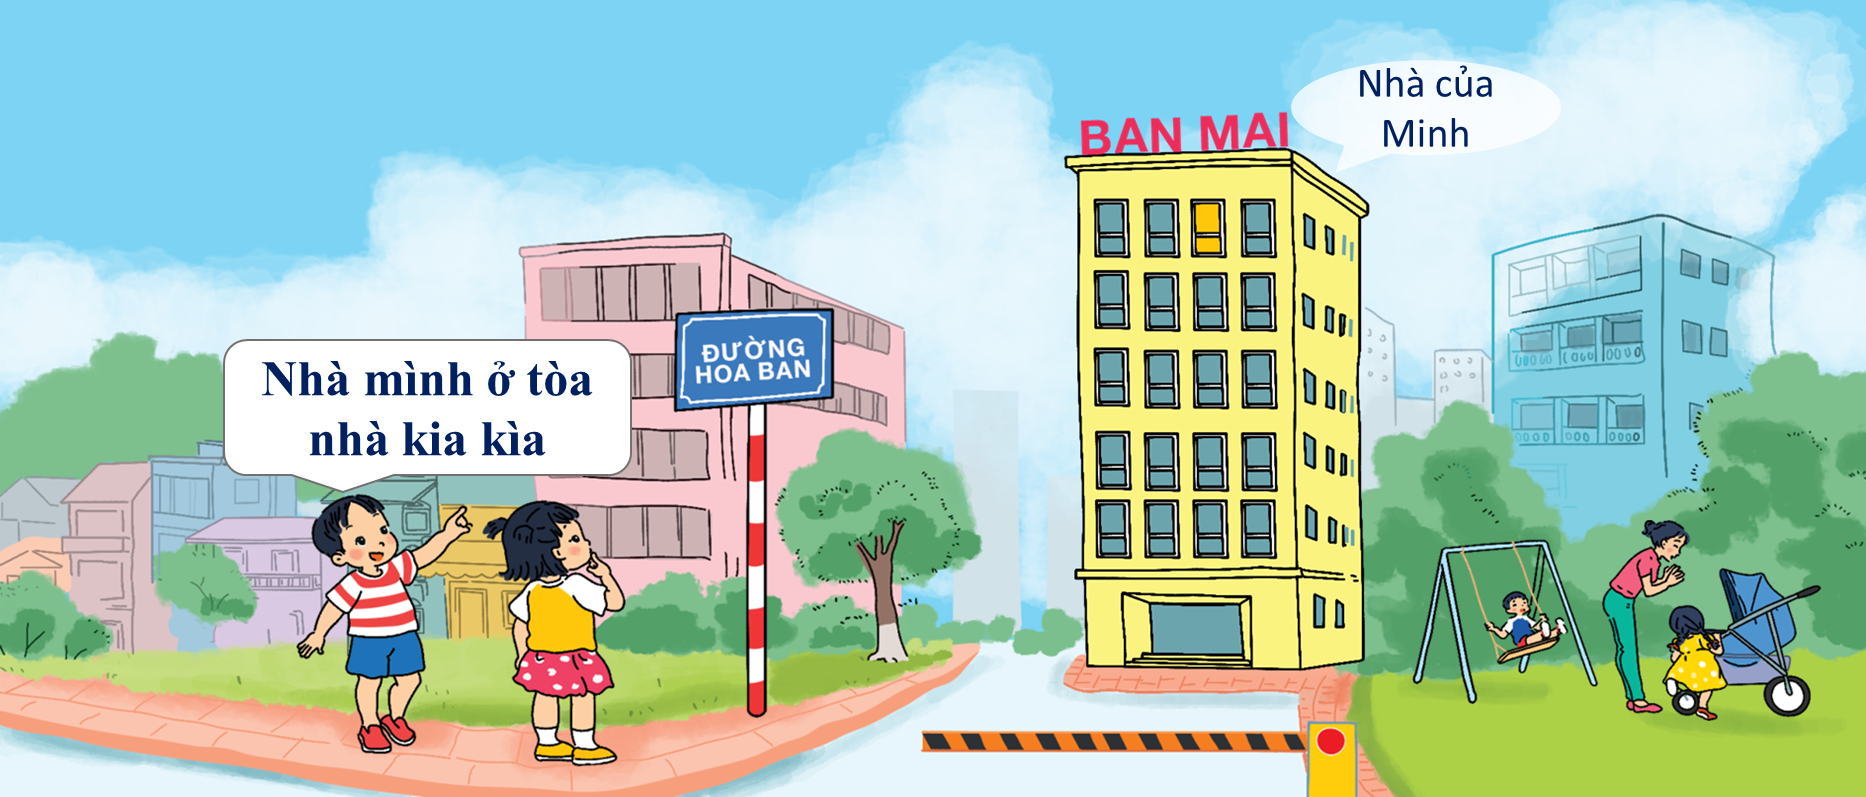 Nhà của
Minh
BAN MAI
ĐƯỜNG
HOA BAN
Nhà mình ở tòa
nhà kia kìa